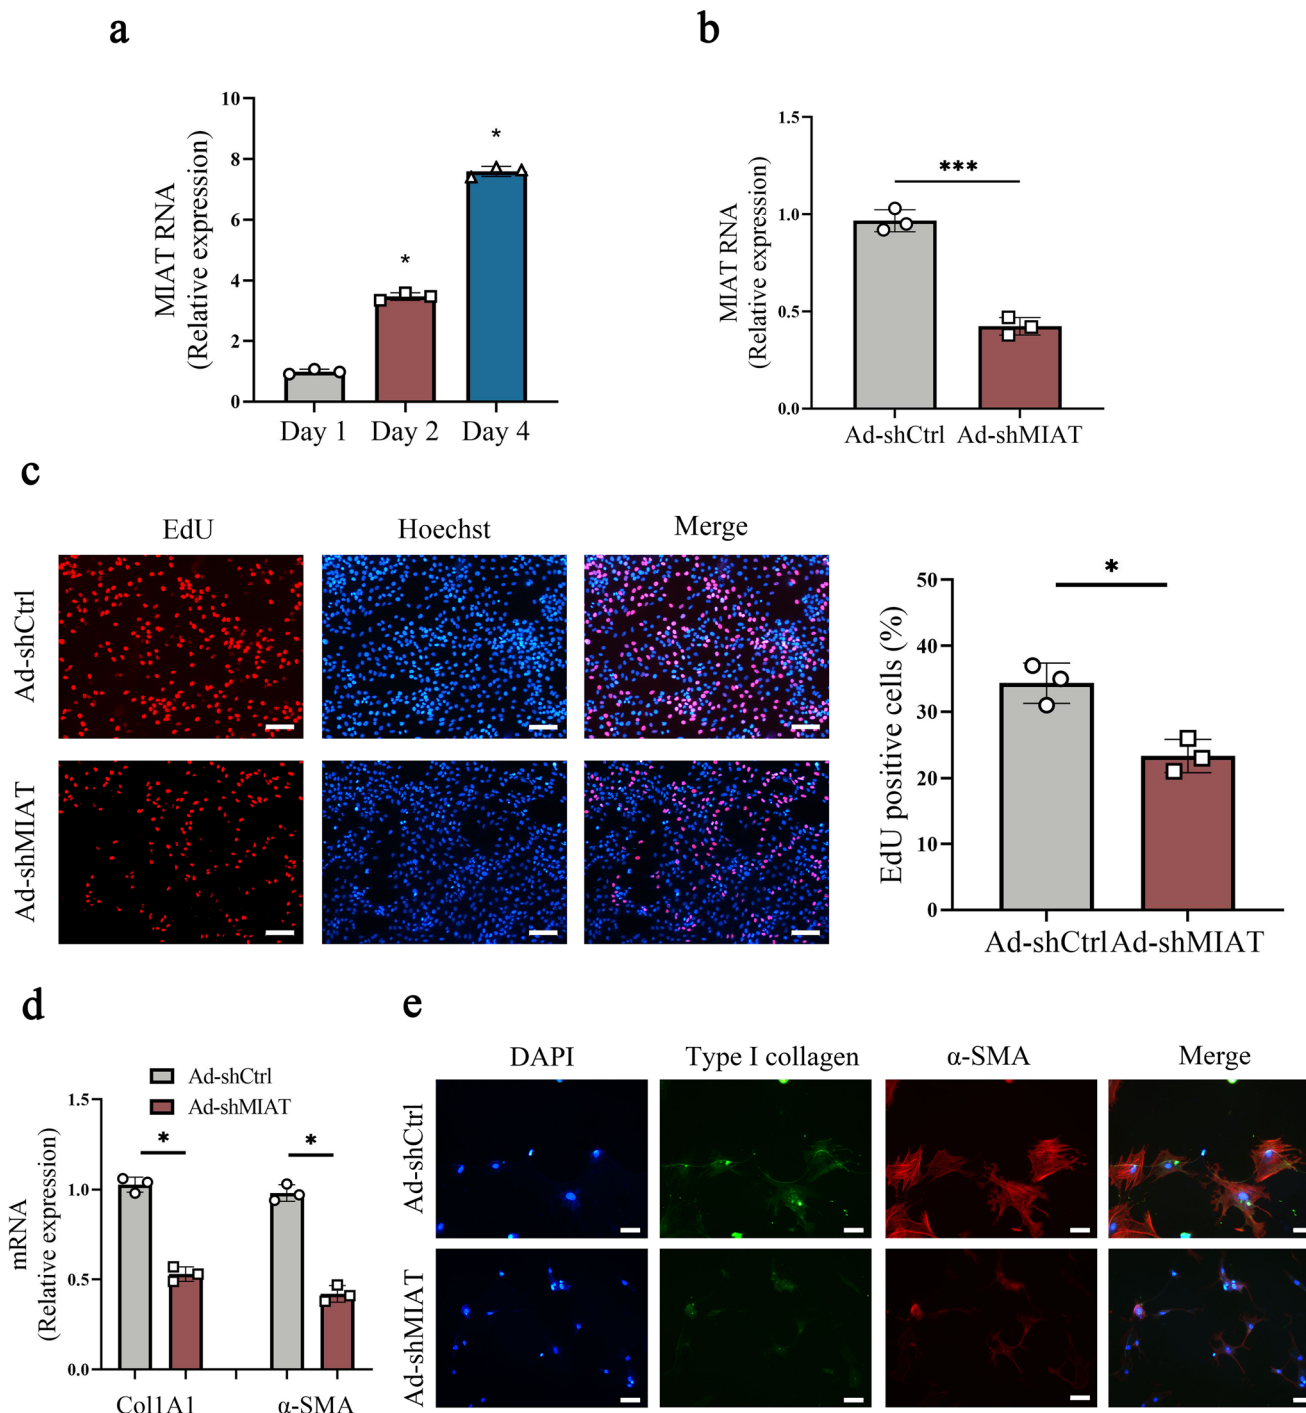 a
MIAT RNA
(Relative expression)
10
8
6
4
2
0
*
*
Day 1 Day 2 Day 4
b
MIAT RNA
(Relative expression)
1.5
1.0
0.5
0.0
***
Ad-shCtrl Ad-shMIAT
c
EdU Hoechst Merge
Ad-shCtrl
Ad-shMIAT
EdU positive cells (%)
50
40
30
20
10
0
*
Ad-shCtrl Ad-shMIAT
d
Ad-shCtrl
Ad-shMIAT
mRNA
(Relative expression)
1.5
1.0
0.5
0.0
*
*
Col1A1 α-SMA
e
DAPI Type I collagen α-SMA Merge
Ad-shCtrl
Ad-shMIAT